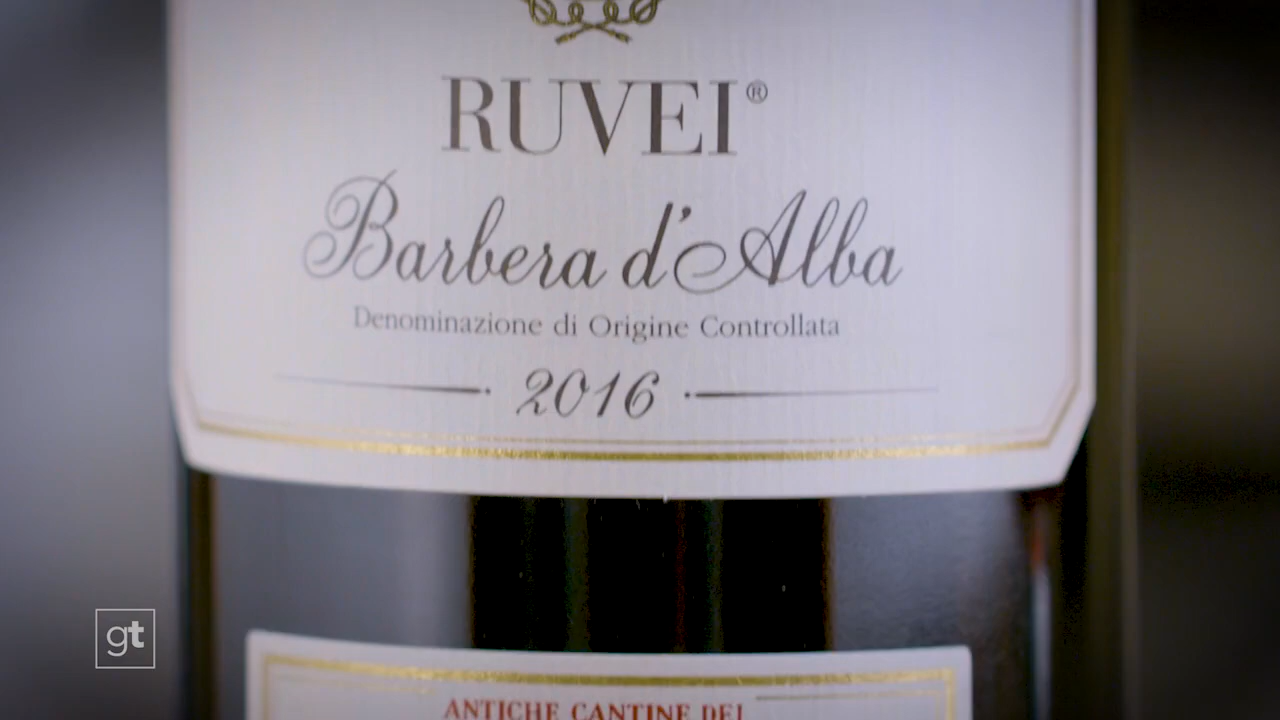 RUVEI®
Barbera d'Alba
Denominazione di Origine Controllata
2016
gt
ANTICHE CANTINE DEI